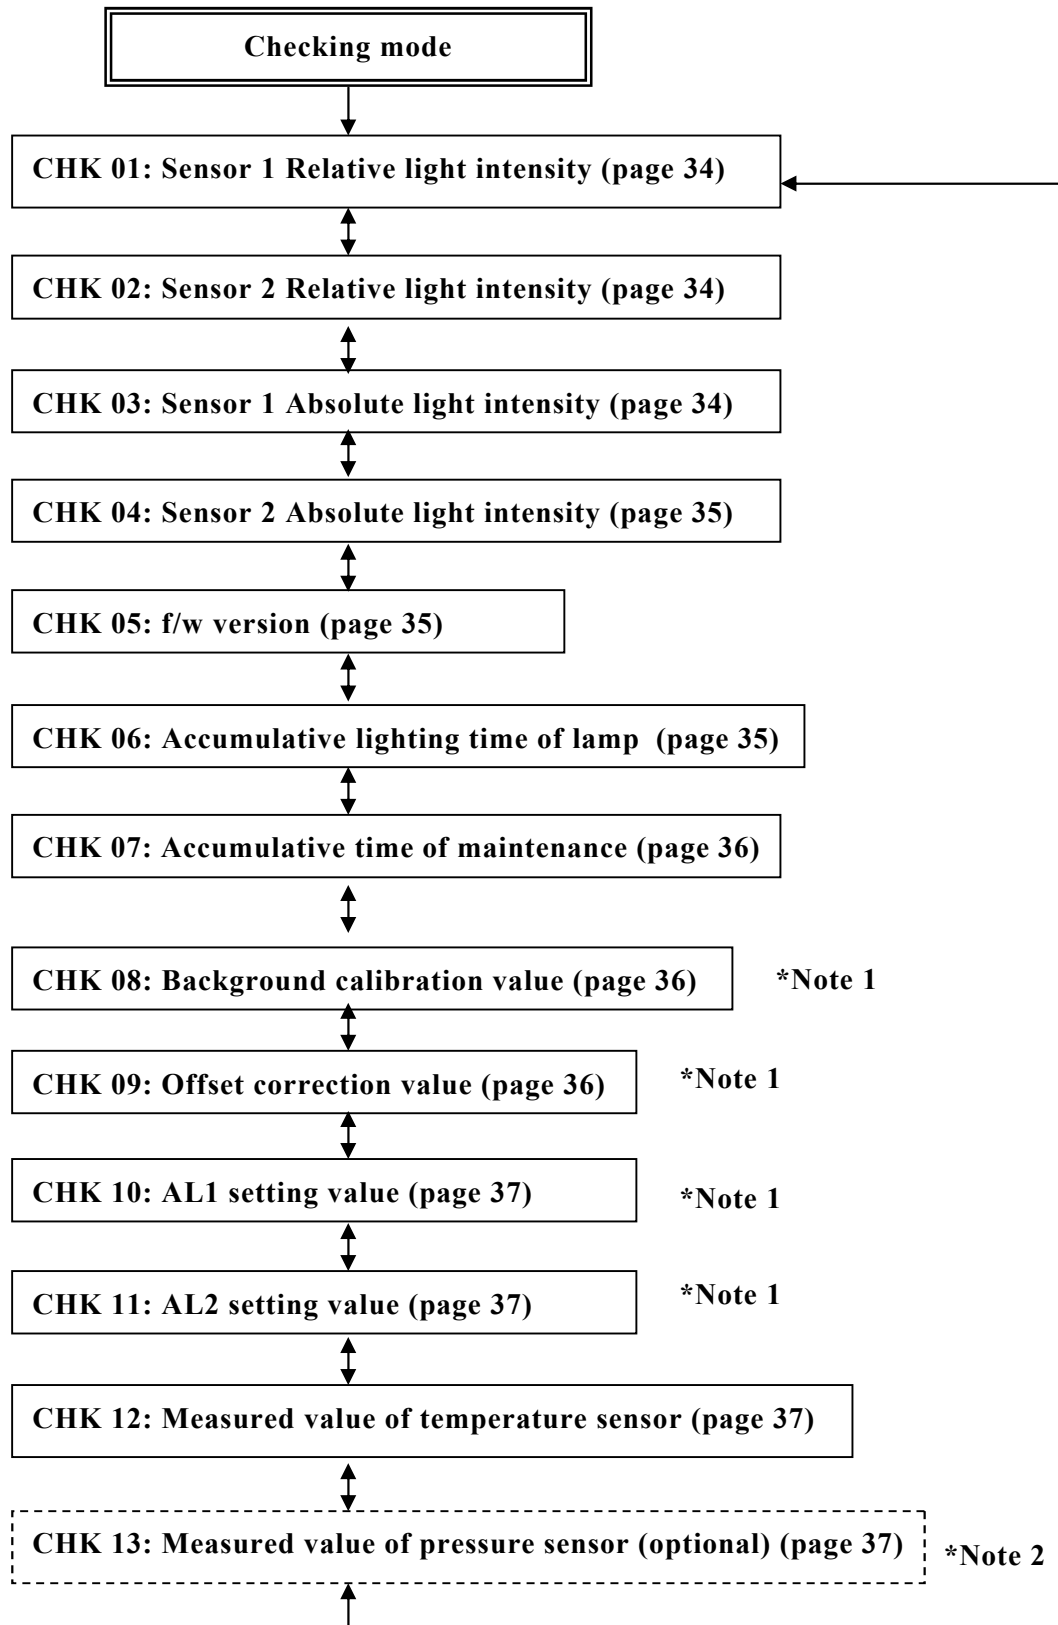 Checking mode
CHK 01: Sensor 1 Relative light intensity (page 34)
CHK 02: Sensor 2 Relative light intensity (page 34)
CHK 03: Sensor 1 Absolute light intensity (page 34)
CHK 04: Sensor 2 Absolute light intensity (page 35)
CHK 05: f/w version (page 35)
CHK 06: Accumulative lighting time of lamp (page 35)
CHK 07: Accumulative time of maintenance (page 36)
CHK 08: Background calibration value (page 36) *Note 1
CHK 09: Offset correction value (page 36) *Note 1
CHK 10: AL1 setting value (page 37) *Note 1
CHK 11: AL2 setting value (page 37) *Note 1
CHK 12: Measured value of temperature sensor (page 37)
CHK 13: Measured value of pressure sensor (optional) (page 37) *Note 2